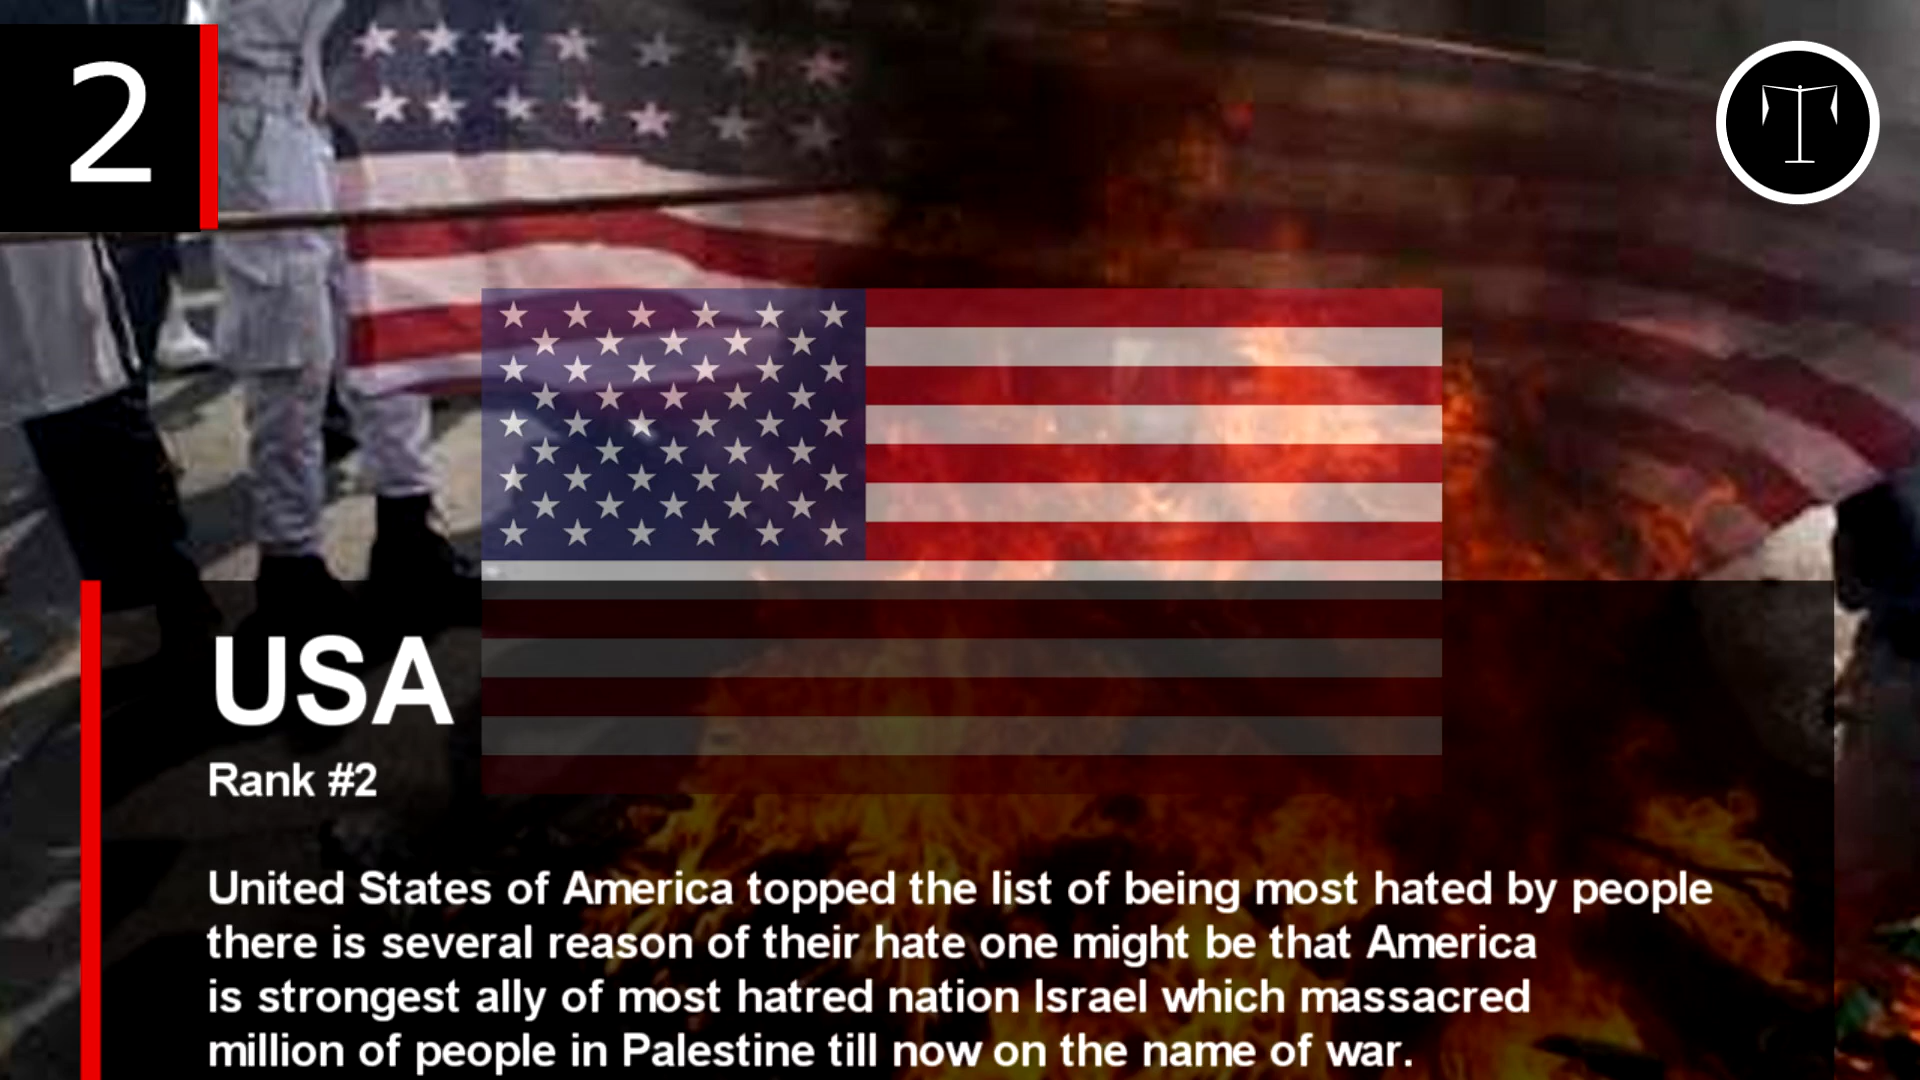 2
USA
Rank #2
United States of America topped the list of being most hated by people
there is several reason of their hate one might be that America
is strongest ally of most hatred nation Israel which massacred
million of people in Palestine till now on the name of war.